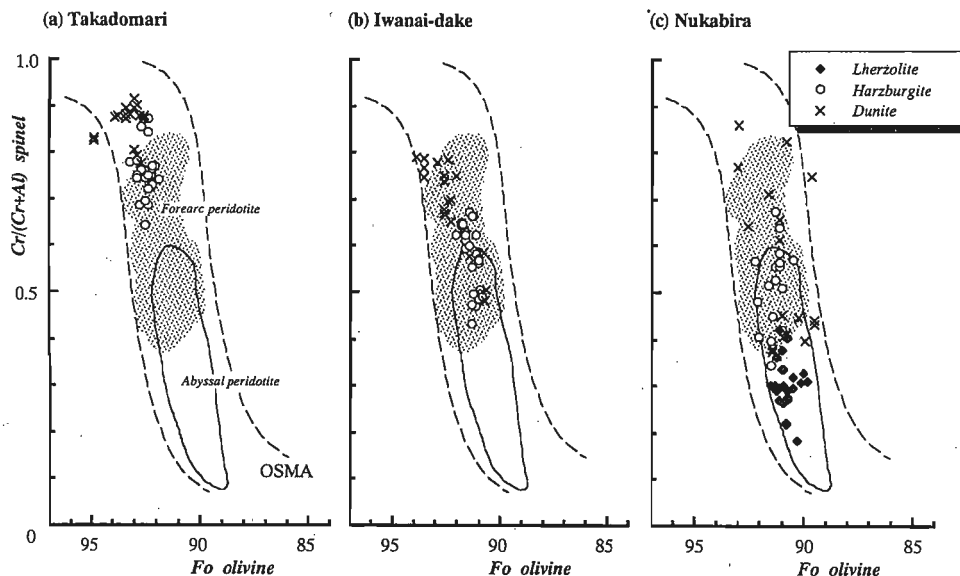 (a) Takadomari
(b) Iwanai-dake
(c) Nukabira
Lherzolite
Harzburgite
Dunite
Cr/(Cr+Al) spinel
1.0
0.5
0
Forearc peridotite
Abyssal peridotite
OSMA
95 90 85
95 90 85
95 90 85
Fo olivine
Fo olivine
Fo olivine